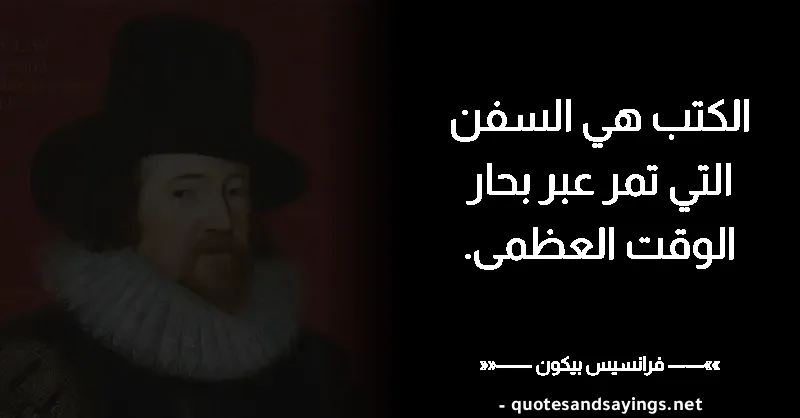 الكتب هي السفن
التي تمر عبر بحار
الوقت العظمى.
»—— فرانسيس بيكون ——«
- quotesandsayings.net